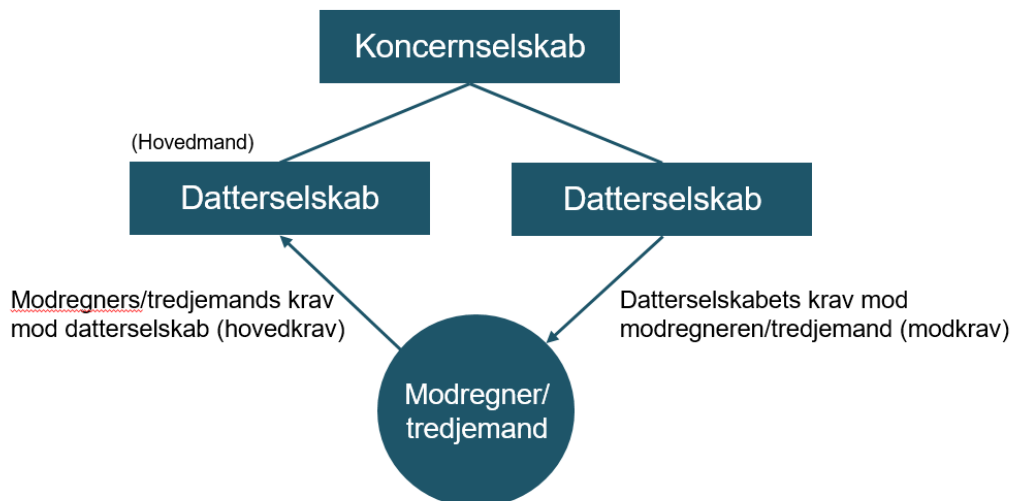 Koncernselskab
(Hovedmand)
Datterselskab
Datterselskab
Modregners/tredjemands krav
mod datterselskab (hovedkrav)
Datterselskabets krav mod
modregneren/tredjemand (modkrav)
Modregner/
tredjemand